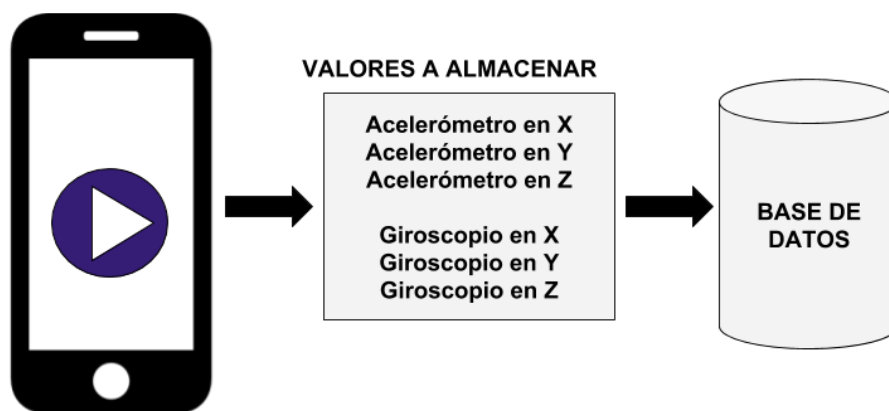 VALORES A ALMACENAR
Acelerómetro en X
Acelerómetro en Y
Acelerómetro en Z
Giroscopio en X
Giroscopio en Y
Giroscopio en Z
BASE DE
DATOS